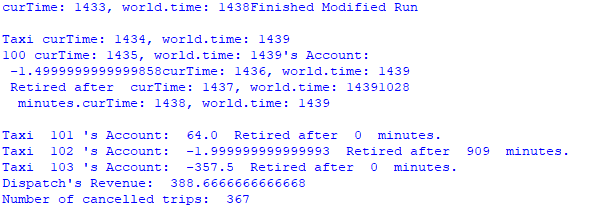 curTime: 1433, world.time: 1438Finished Modified Run
Taxi curTime: 1434, world.time: 1439
100 curTime: 1435, world.time: 1439's Account:
-1.4999999999999858curTime: 1436, world.time: 1439
Retired after  curTime: 1437, world.time: 14391028
minutes.curTime: 1438, world.time: 1439
Taxi  101 's Account:  64.0  Retired after  0  minutes.
Taxi  102 's Account:  -1.999999999999993  Retired after  909  minutes.
Taxi  103 's Account:  -357.5  Retired after  0  minutes.
Dispatch's Revenue:  388.6666666666668
Number of cancelled trips:  367